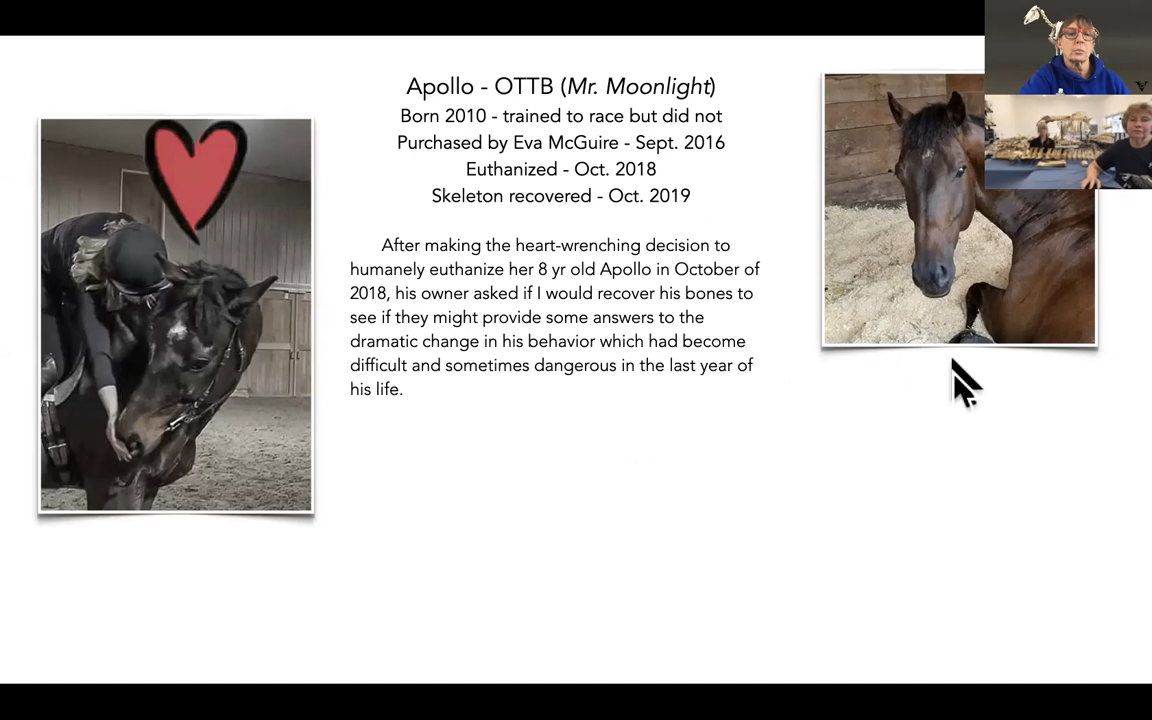 Apollo - OTTB (Mr. Moonlight)
Born 2010 - trained to race but did not
Purchased by Eva McGuire - Sept. 2016
Euthanized - Oct. 2018
Skeleton recovered - Oct. 2019
After making the heart-wrenching decision to
humanely euthanize her 8 yr old Apollo in October of
2018, his owner asked if I would recover his bones to
see if they might provide some answers to the
dramatic change in his behavior which had become
difficult and sometimes dangerous in the last year of
his life.